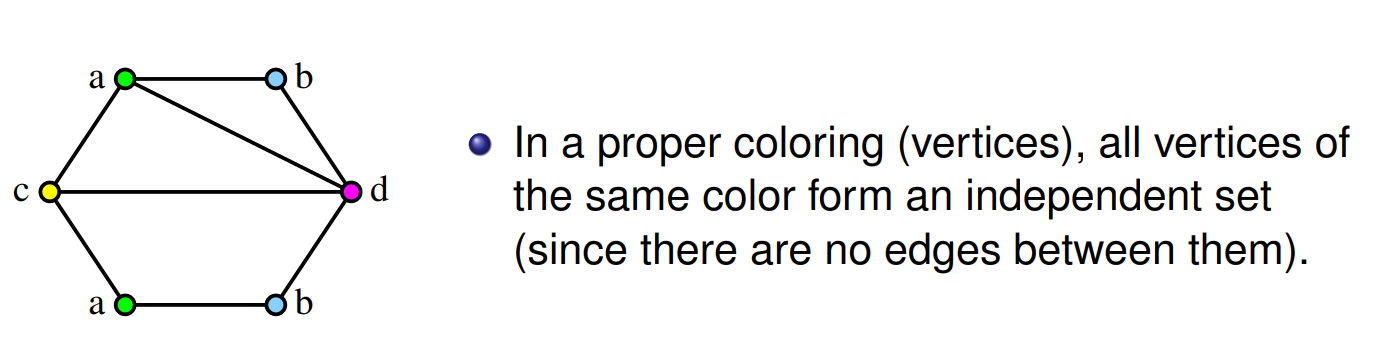 a b
In a proper coloring (vertices), all vertices of
c d
the same color form an independent set
(since there are no edges between them).
a b